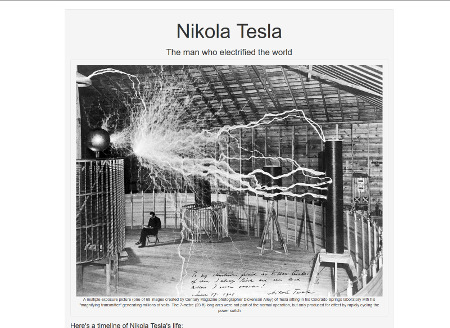 Nikola Tesla
The man who electrified the world
A multiple exposure picture (one of 68 images created by Century Magazine photographer Dickenson Alley) of Tesla sitting in his Colorado Springs laboratory with his
"magnifying transmitter" generating millions of volts. The 7-metre (23 ft) long arcs were not part of the normal operation, but only produced for effect by rapidly cycling the
power switch
Here's a timeline of Nikola Tesla's life: